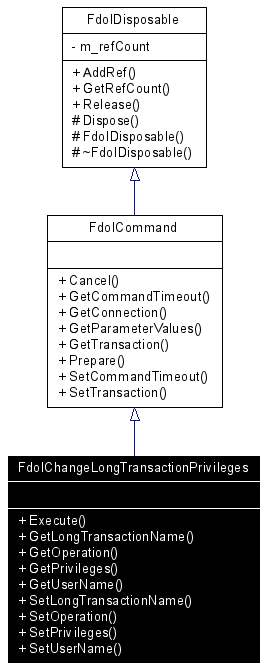 FdoIDisposable
- m_refCount
+ AddRef()
+ GetRefCount()
+ Release()
# Dispose()
# FdoIDisposable()
# ~FdoIDisposable()
FdoICommand
+ Cancel()
+ GetCommandTimeout()
+ GetConnection()
+ GetParameterValues()
+ GetTransaction()
+ Prepare()
+ SetCommandTimeout()
+ SetTransaction()
FdoIChangeLongTransactionPrivileges
+ Execute()
+ GetLongTransactionName()
+ GetOperation()
+ GetPrivileges()
+ GetUserName()
+ SetLongTransactionName()
+ SetOperation()
+ SetPrivileges()
+ SetUserName()